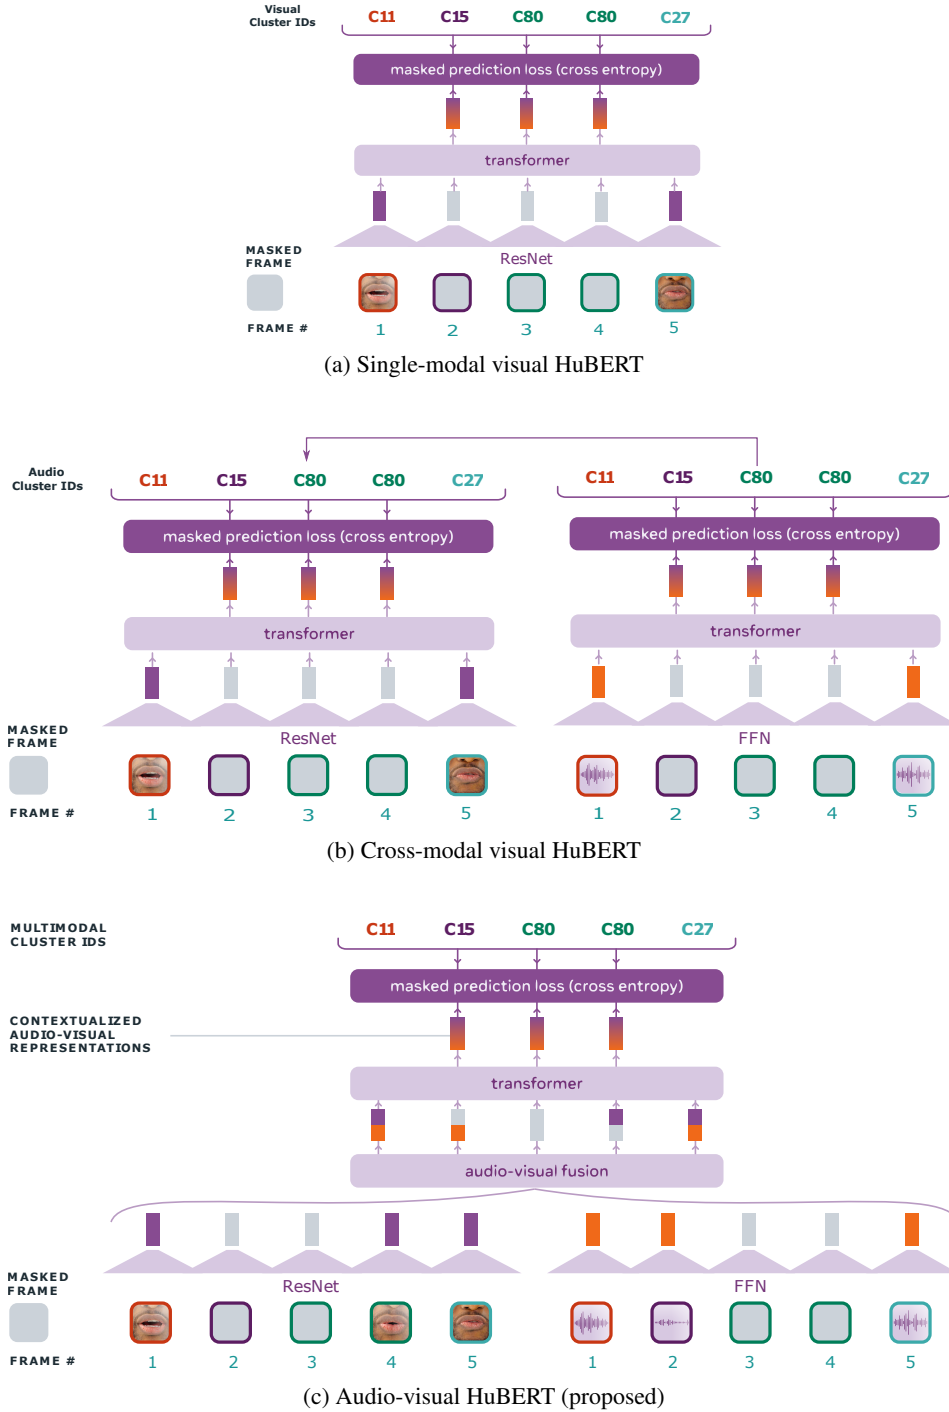 Visual
Cluster IDs
C11 C15 C80 C80 C27
masked prediction loss (cross entropy)
transformer
MASKED
FRAME
ResNet
FRAME # 1 2 3 4 5
(a) Single-modal visual HuBERT
Audio
Cluster IDs
C11 C15 C80 C80 C27 C11 C15 C80 C80 C27
masked prediction loss (cross entropy) masked prediction loss (cross entropy)
transformer transformer
MASKED
FRAME
ResNet FFN
FRAME # 1 2 3 4 5 1 2 3 4 5
(b) Cross-modal visual HuBERT
MULTIMODAL
CLUSTER IDS
C11 C15 C80 C80 C27
masked prediction loss (cross entropy)
CONTEXTUALIZED
AUDIO-VISUAL
REPRESENTATIONS
transformer
audio-visual fusion
MASKED
FRAME
ResNet FFN
FRAME # 1 2 3 4 5 1 2 3 4 5
(c) Audio-visual HuBERT (proposed)